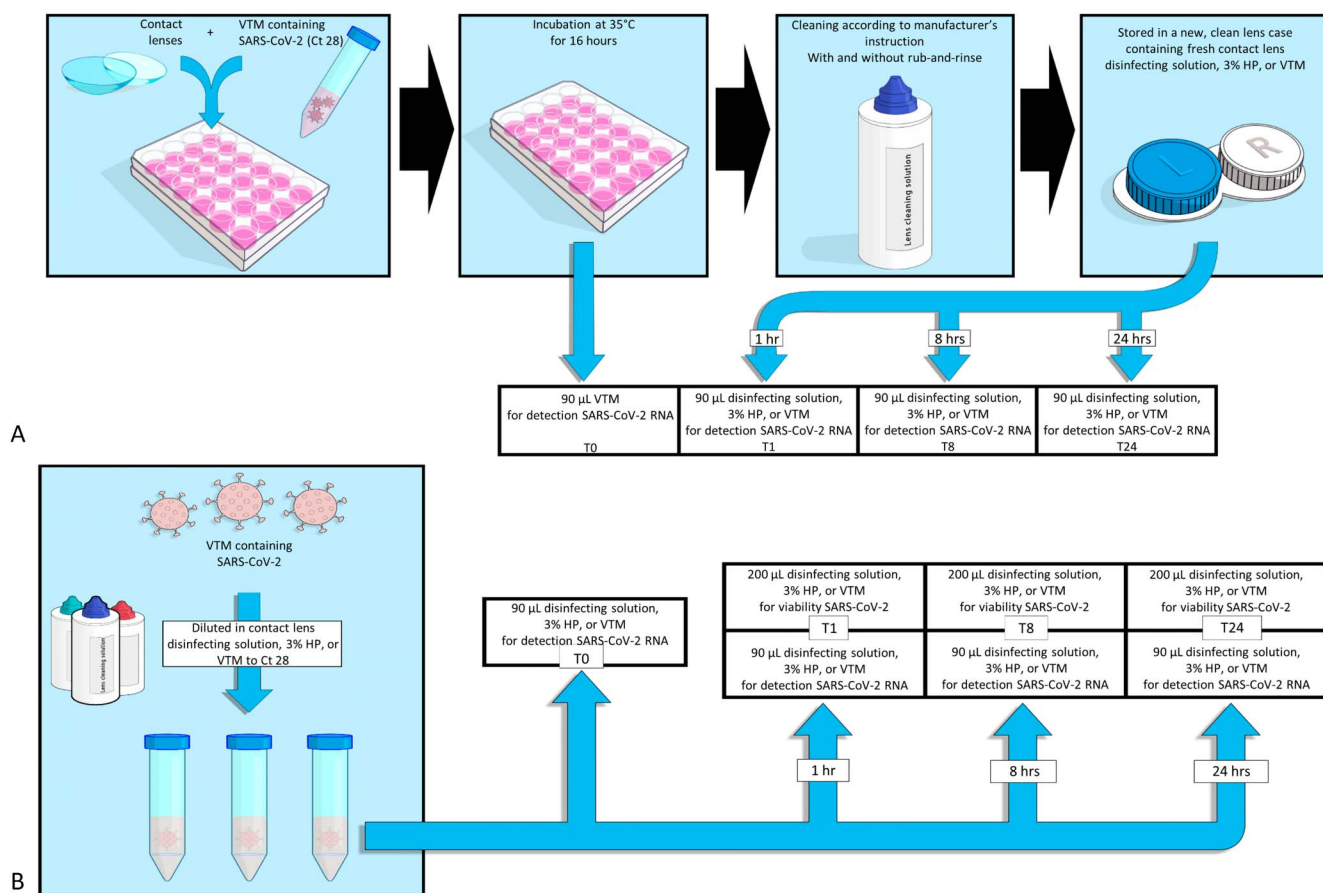 Contact
lenses
+
VTM containing
SARS-CoV-2 (Ct 28)
Incubation at 35°C
for 16 hours
Cleaning according to manufacturer's
instruction
With and without rub-and-rinse
Lens cleaning solution
Stored in a new, clean lens case
containing fresh contact lens
disinfecting solution, 3% HP, or VTM
L
R
1 hr
8 hrs
24 hrs
90 µL VTM
for detection SARS-CoV-2 RNA
T0
90 µL disinfecting solution,
3% HP, or VTM
for detection SARS-CoV-2 RNA
T1
90 µL disinfecting solution,
3% HP, or VTM
for detection SARS-CoV-2 RNA
T8
90 µL disinfecting solution,
3% HP, or VTM
for detection SARS-CoV-2 RNA
T24
A
VTM containing
SARS-CoV-2
Lens cleaning solution
Diluted in contact lens
disinfecting solution, 3% HP, or
VTM to Ct 28
90 µL disinfecting solution,
3% HP, or VTM
for detection SARS-CoV-2 RNA
T0
200 µL disinfecting solution,
3% HP, or VTM
for viability SARS-CoV-2
T1
90 µL disinfecting solution,
3% HP, or VTM
for detection SARS-CoV-2 RNA
200 µL disinfecting solution,
3% HP, or VTM
for viability SARS-CoV-2
T8
90 µL disinfecting solution,
3% HP, or VTM
for detection SARS-CoV-2 RNA
200 µL disinfecting solution,
3% HP, or VTM
for viability SARS-CoV-2
T24
90 µL disinfecting solution,
3% HP, or VTM
for detection SARS-CoV-2 RNA
1 hr
8 hrs
24 hrs
B